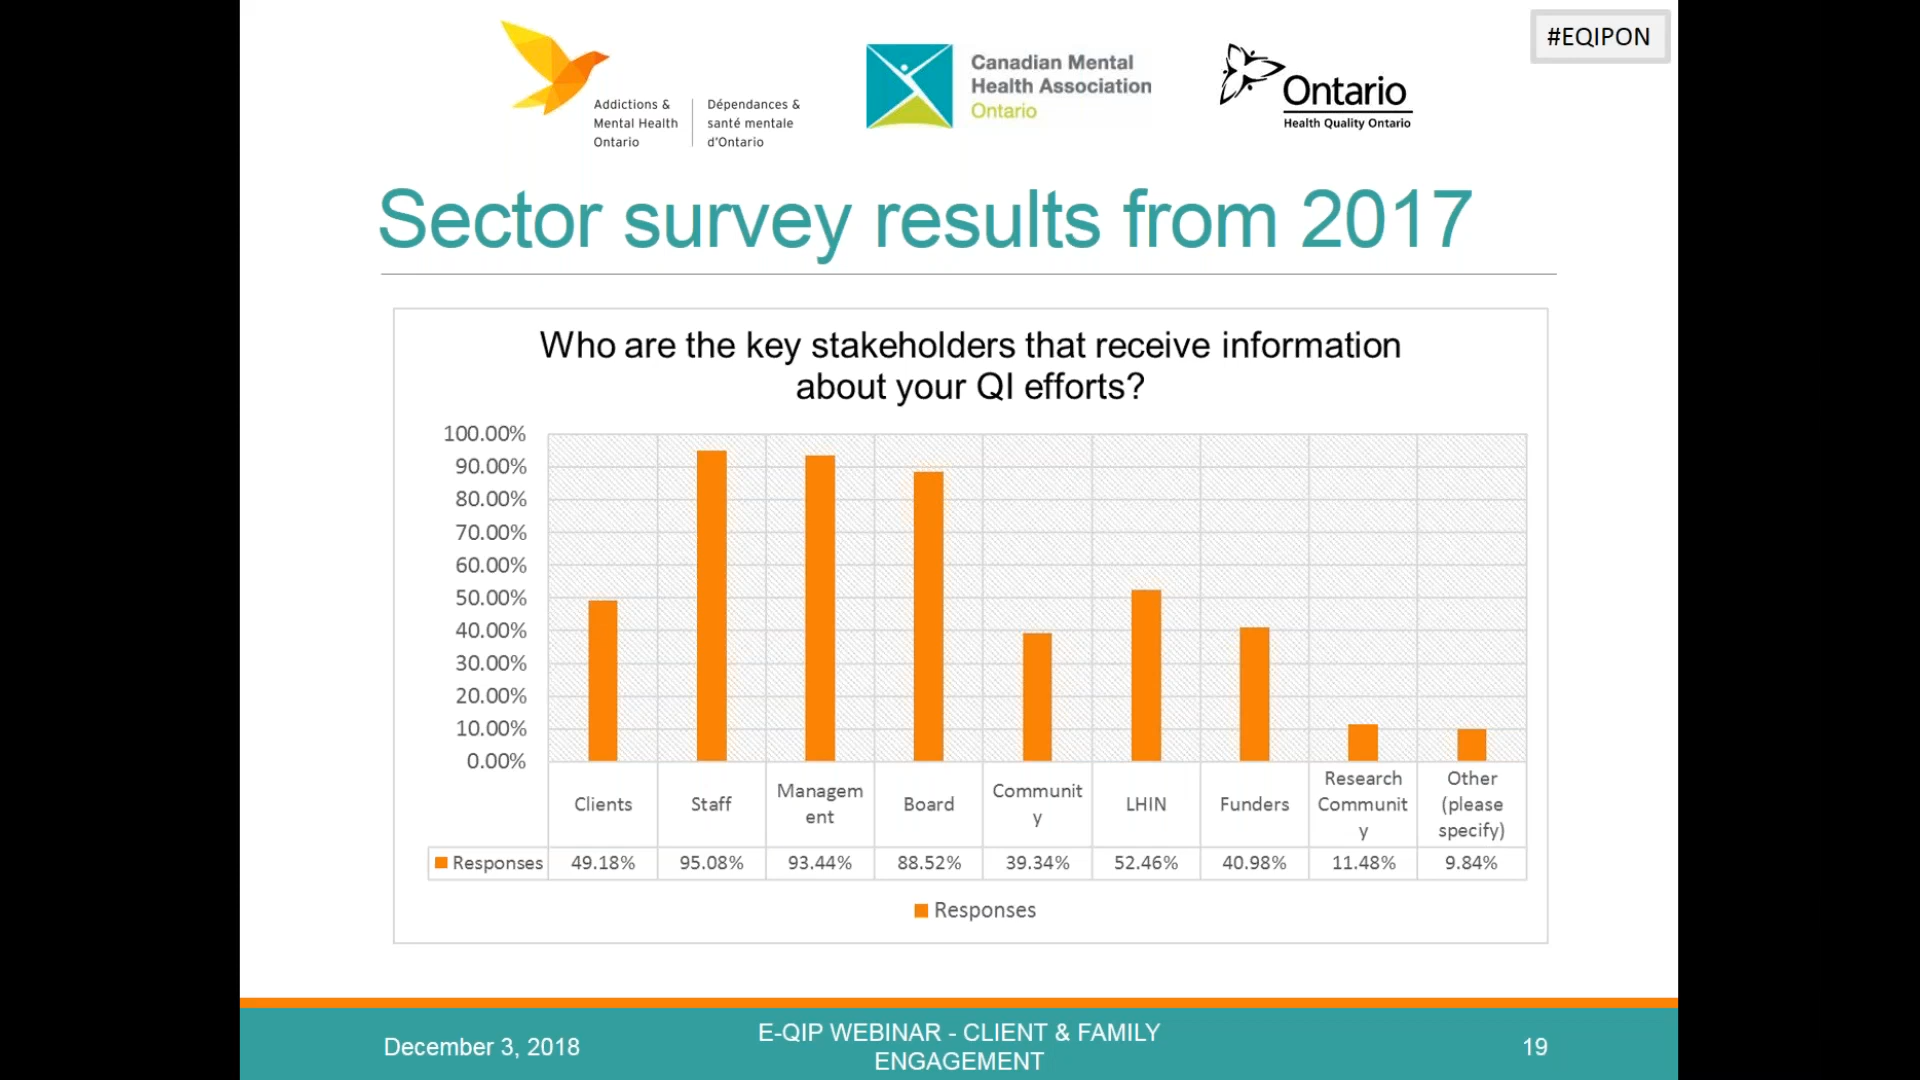 #EQIPON
Addictions &
Mental Health
Ontario
Dépendances &
santé mentale
d'Ontario
Canadian Mental
Health Association
Ontario
Ontario
Health Quality Ontario
Sector survey results from 2017
Who are the key stakeholders that receive information
about your QI efforts?
100.00%
90.00%
80.00%
70.00%
60.00%
50.00%
40.00%
30.00%
20.00%
10.00%
0.00%
Clients
Staff
Managem
ent
Board
Communit
y
LHIN
Funders
Research
Communit
y
Other
(please
specify)
Responses 49.18% 95.08% 93.44% 88.52% 39.34% 52.46% 40.98% 11.48% 9.84%
Responses
December 3, 2018
E-QIP WEBINAR - CLIENT & FAMILY
ENGAGEMENT
19